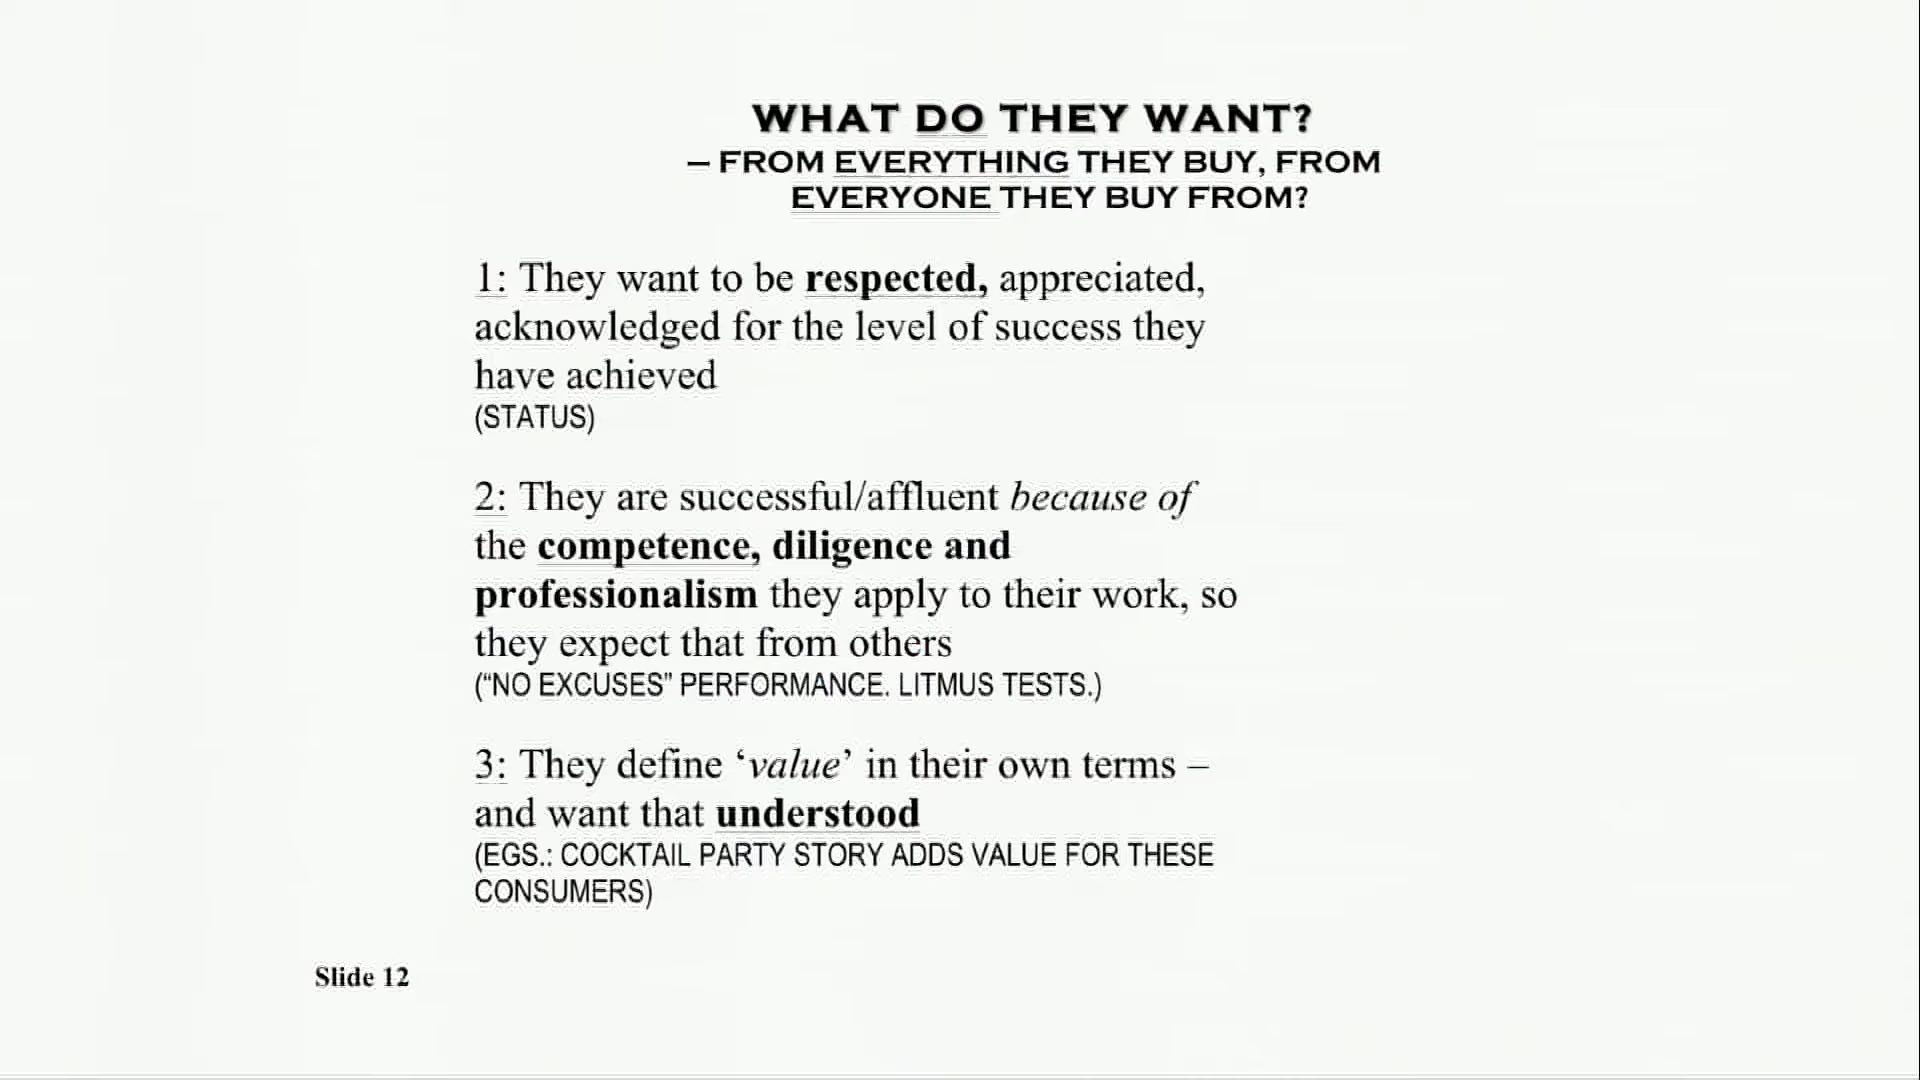 WHAT DO THEY WANT?
– FROM EVERYTHING THEY BUY, FROM
EVERYONE THEY BUY FROM?
1: They want to be respected, appreciated,
acknowledged for the level of success they
have achieved
(STATUS)
2: They are successful/affluent because of
the competence, diligence and
professionalism they apply to their work, so
they expect that from others
(“NO EXCUSES” PERFORMANCE. LITMUS TESTS.)
3: They define ‘value’ in their own terms –
and want that understood
(EGS.: COCKTAIL PARTY STORY ADDS VALUE FOR THESE
CONSUMERS)
Slide 12